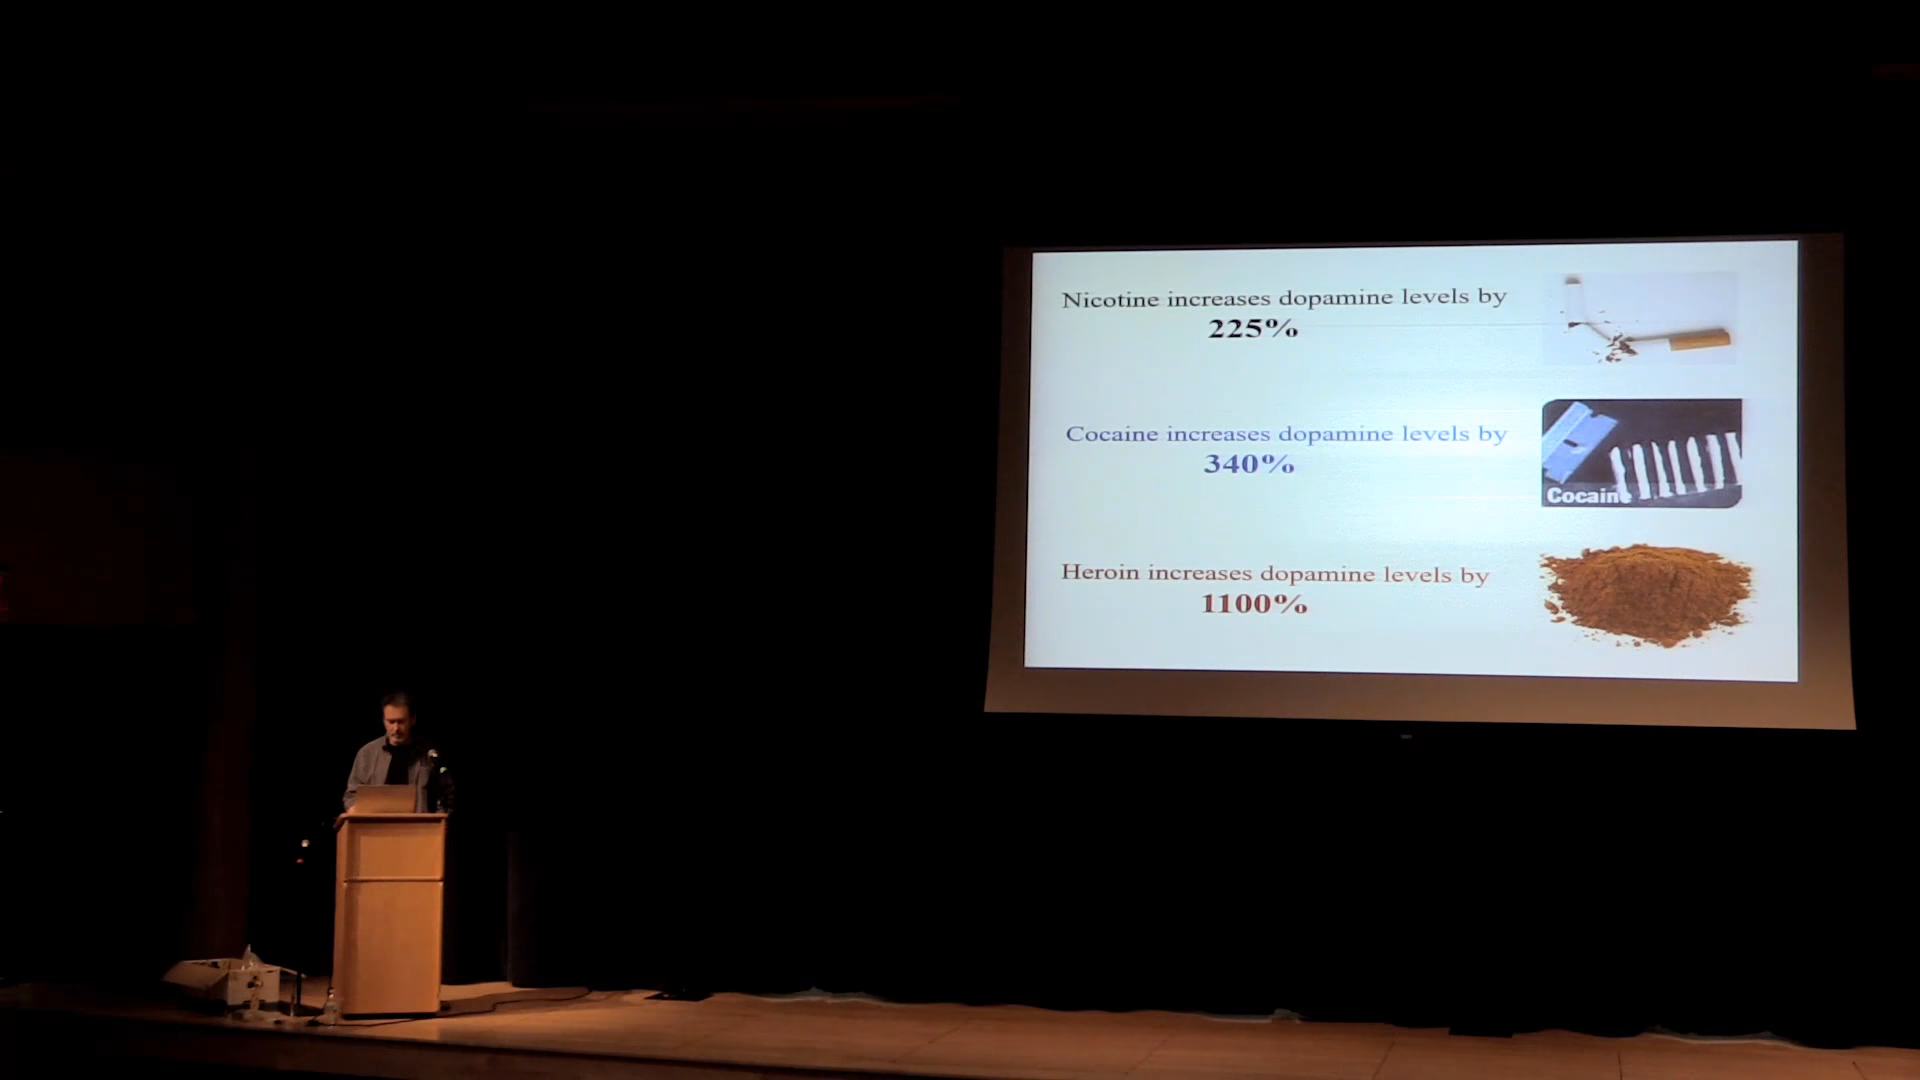 Nicotine increases dopamine levels by
225%
Cocaine increases dopamine levels by
340%
Cocaine
Heroin increases dopamine levels by
1100%